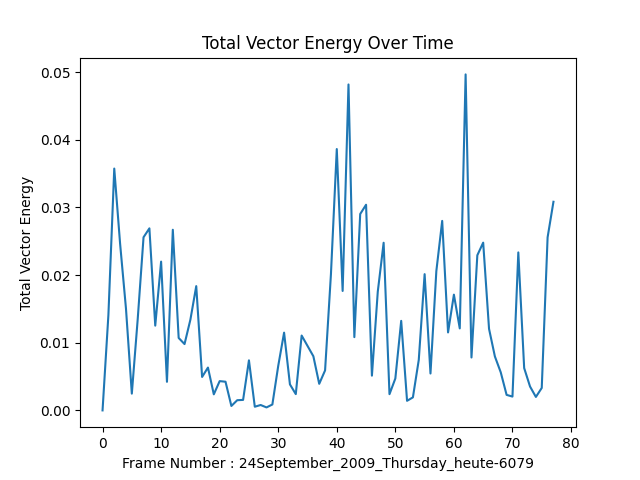 Total Vector Energy Over Time
Total Vector Energy
0.05
0.04
0.03
0.02
0.01
0.00
0 10 20 30 40 50 60 70 80
Frame Number : 24September_2009_Thursday_heute-6079